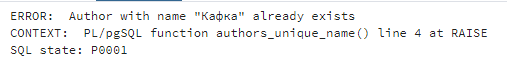 ERROR:  Author with name "Кафка" already exists
CONTEXT:  PL/pgSQL function authors_unique_name() line 4 at RAISE
SQL state: P0001